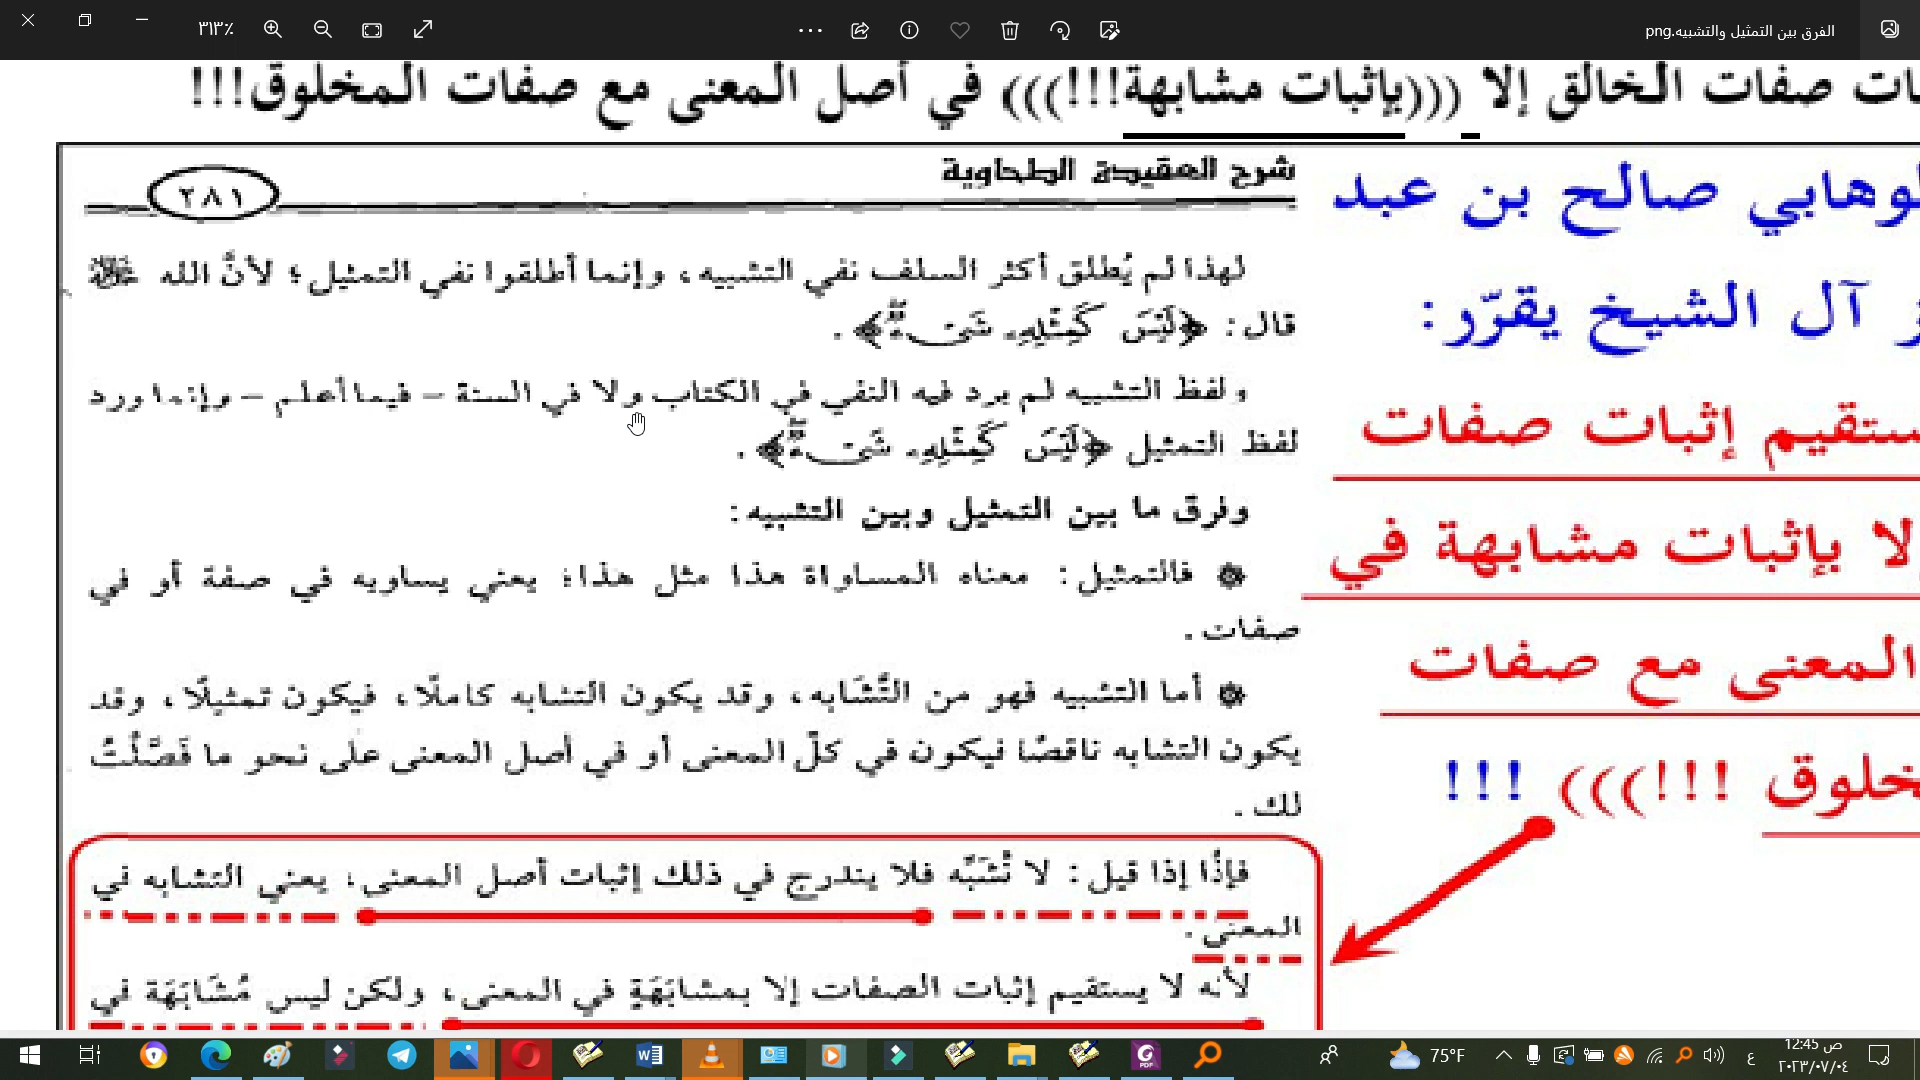 ٣١٣٪
الفرق بين التمثيل والتشبيه.png
ات صفات الخالق إلا (((بإثبات مشابهة!!!))) في أصل المعنى مع صفات المخلوق!!!
شرح العقيدة الطحاوية
٢٨١
لهذا لم يُطلق أكثر السلف نفي التشبيه، وإنما أطلقوا نفي التمثيل؛ لأنَّ الله ﷻ
قال: ﴿لَيْسَ كَمِثْلِهِۦ شَىْءٌ﴾.
ولفظ التشبيه لم يرد فيه النفي في الكتاب ولا في السنة – فيما أعلم – وإنما ورد
لفظ التمثيل ﴿لَيْسَ كَمِثْلِهِۦ شَىْءٌ﴾.
وفرق ما بين التمثيل وبين التشبيه:
فالتمثيل: معناه المساواة هذا مثل هذا؛ يعني يساويه في صفة أو في
صفات.
أما التشبيه فهو من التَّشَابه، وقد يكون التشابه كاملًا، فيكون تمثيلًا، وقد
يكون التشابه ناقصًا فيكون في كلّ المعنى أو في أصل المعنى على نحو ما فَصَّلْتُ
لك.
فإذًا إذا قيل: لا نُشَبِّه فلا يندرج في ذلك إثبات أصل المعنى، يعني التشابه في
المعنى.
لأنه لا يستقيم إثبات الصفات إلا بمشابَهَةٍ في المعنى، ولكن ليس مُشَابَهَة في
لوهابي صالح بن عبد
ز آل الشيخ يقرّر:
ستقيم إثبات صفات
لا بإثبات مشابهة في
المعنى مع صفات
خلوق !!!))) !!!
75°F
ع
12:45 ص
٢٠٢٣/٠٧/٠٤